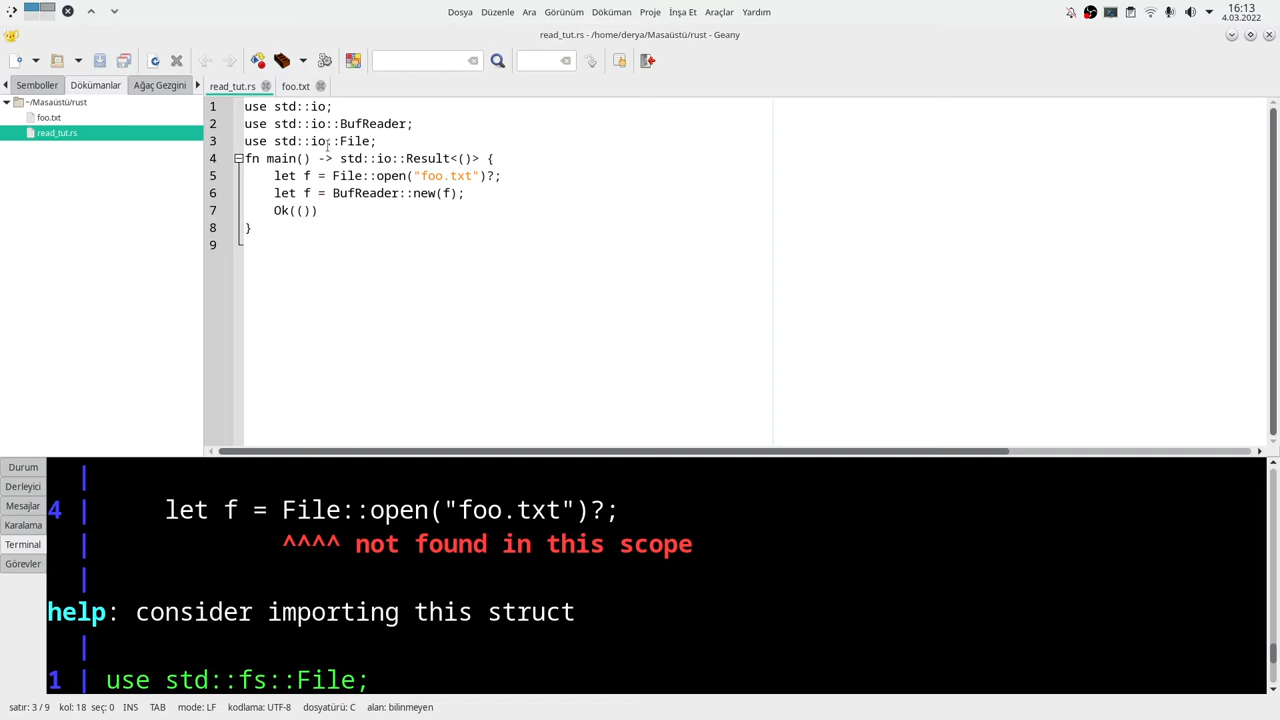 Dosya Düzenle Ara Görünüm Döküman Proje İnşa Et Araçlar Yardım
16:13
4.03.2022
read_tut.rs - /home/derya/Masaüstü/rust - Geany
Semboller Dökümanlar Ağaç Gezgini
read_tut.rs foo.txt
~/Masaüstü/rust
foo.txt
read_tut.rs
1 use std::io;
2 use std::io::BufReader;
3 use std::io::File;
4 fn main() -> std::io::Result<()> {
5 let f = File::open("foo.txt")?;
6 let f = BufReader::new(f);
7 Ok(())
8 }
9
Durum
Derleyici
Mesajlar
Karalama
Terminal
Görevler
|
4 | let f = File::open("foo.txt")?;
| ^^^^ not found in this scope
|
help: consider importing this struct
|
1 | use std::fs::File;
satır: 3 / 9 kol: 18 seç: 0 INS TAB mode: LF kodlama: UTF-8 dosyatürü: C alan: bilinmeyen